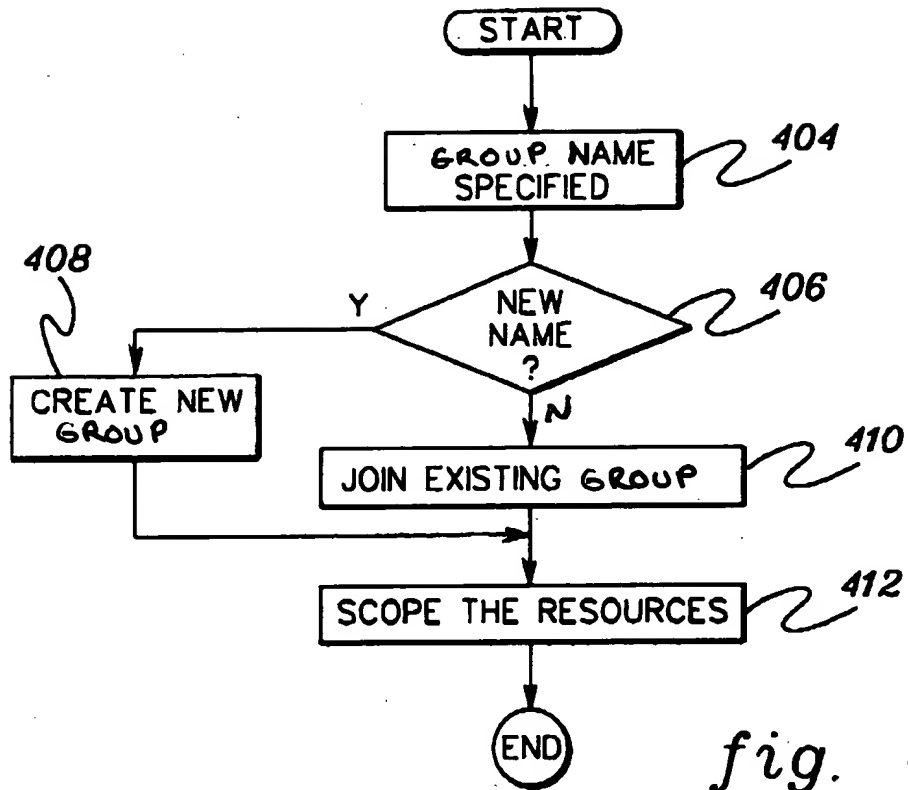 START
GROUP NAME
SPECIFIED
404
408
Y
NEW
NAME
?
406
CREATE NEW
GROUP
N
JOIN EXISTING GROUP
410
SCOPE THE RESOURCES
412
END
fig.